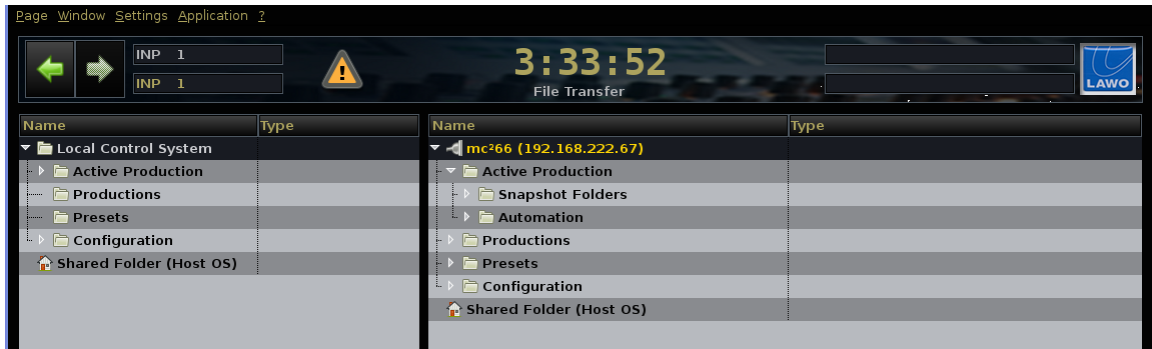 Page Window Settings Application ?
INP 1
INP 1
3:33:52
File Transfer
LAWO
Name Type
Local Control System
Active Production
Productions
Presets
Configuration
Shared Folder (Host OS)
Name Type
mc²66 (192.168.222.67)
Active Production
Snapshot Folders
Automation
Productions
Presets
Configuration
Shared Folder (Host OS)